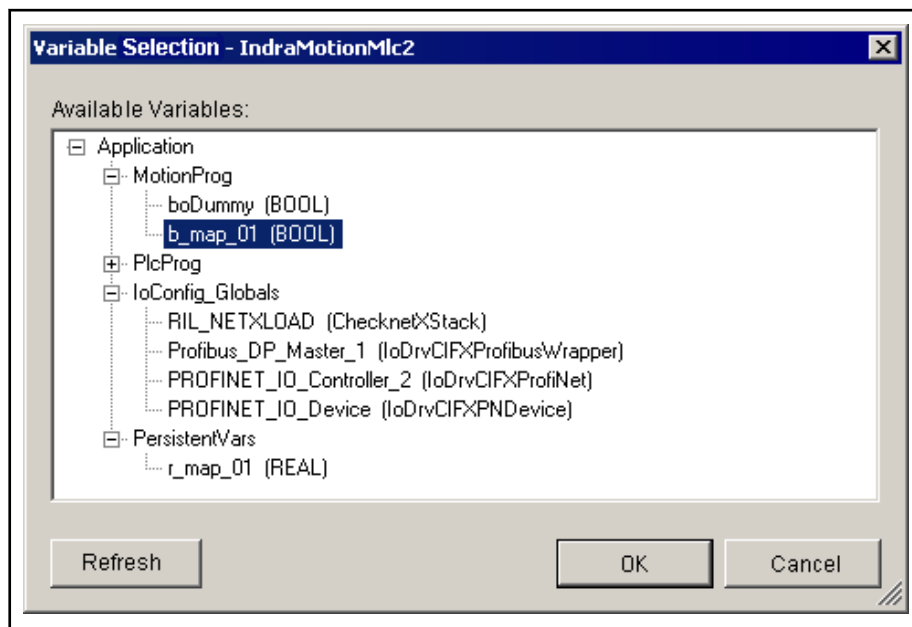 Variable Selection - IndraMotionMlc2
Available Variables:
Application
MotionProg
boDummy (BOOL)
b_map_01 (BOOL)
PlcProg
IoConfig_Globals
RIL_NETXLOAD (ChecknetXStack)
Profibus_DP_Master_1 (IoDrvCIFXProfibusWrapper)
PROFINET_IO_Controller_2 (IoDrvCIFXProfiNet)
PROFINET_IO_Device (IoDrvCIFXPNDevice)
PersistentVars
r_map_01 (REAL)
Refresh OK Cancel